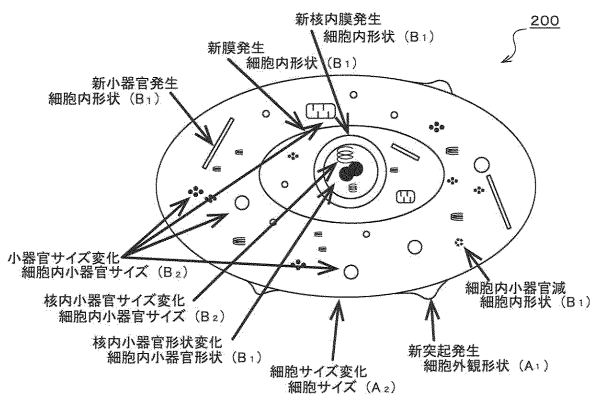 200
新核内膜発生
細胞内形状（B1）
新膜発生
細胞内形状（B1）
新小器官発生
細胞内形状（B1）
小器官サイズ変化
細胞内小器官サイズ（B2）
核内小器官サイズ変化
細胞内小器官サイズ（B2）
核内小器官形状変化
細胞内小器官形状（B1）
細胞サイズ変化
細胞サイズ（A2）
細胞内小器官減
細胞内形状（B1）
新突起発生
細胞外観形状（A1）